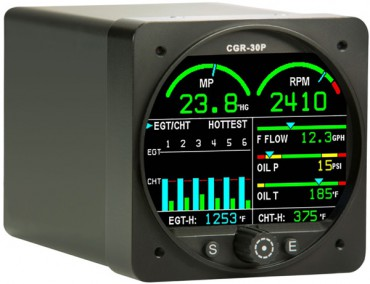 CGR-30P
MP
23.8"HG
RPM
2410
EGT/CHT HOTTEST
1 2 3 4 5 6
EGT
CHT
EGT-H: 1253°F
F FLOW 12.3GPH
OIL P 15PSI
OIL T 185°F
CHT-H: 375°F
S E